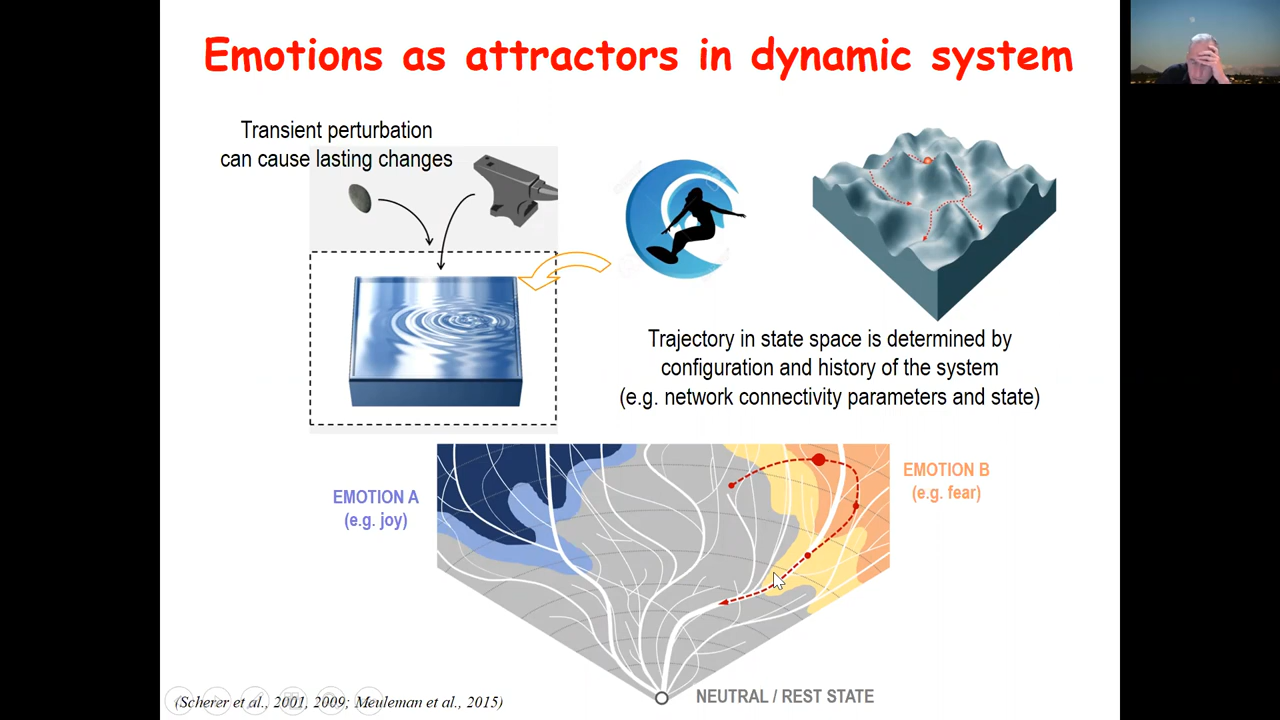 Emotions as attractors in dynamic system
Transient perturbation
can cause lasting changes
Trajectory in state space is determined by
configuration and history of the system
(e.g. network connectivity parameters and state)
EMOTION A
(e.g. joy)
EMOTION B
(e.g. fear)
NEUTRAL / REST STATE
(Scherer et al., 2001, 2009; Meuleman et al., 2015)